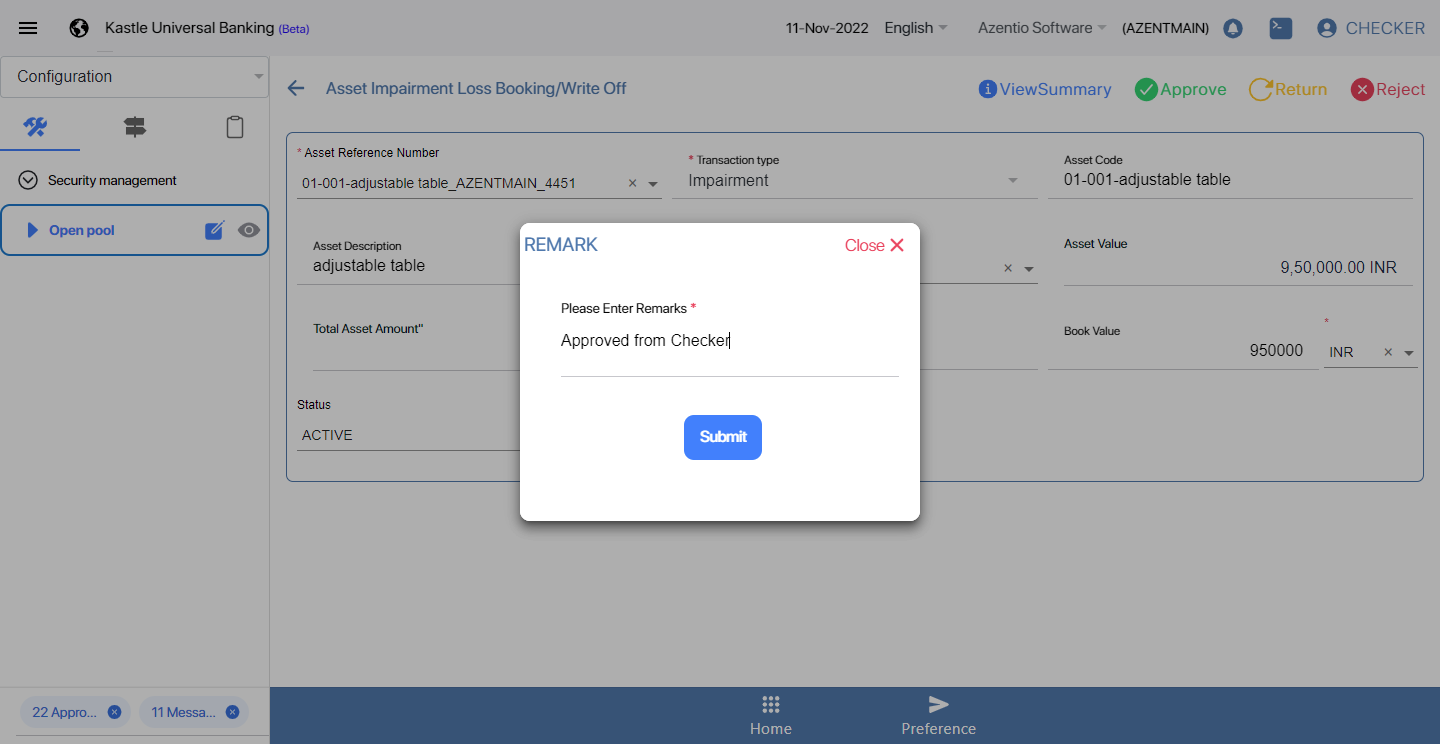 Kastle Universal Banking (Beta)
11-Nov-2022 English Azentio Software (AZENTMAIN) CHECKER
Configuration
Asset Impairment Loss Booking/Write Off
ViewSummary Approve Return Reject
Security management
Open pool
* Asset Reference Number
01-001-adjustable table_AZENTMAIN_4451
* Transaction type
Impairment
Asset Code
01-001-adjustable table
Asset Description
adjustable table
Asset Value
9,50,000.00 INR
Total Asset Amount"
Book Value
950000
*
INR
Status
ACTIVE
REMARK
Close
Please Enter Remarks *
Approved from Checker
Submit
22 Appro...
11 Messa...
Home
Preference